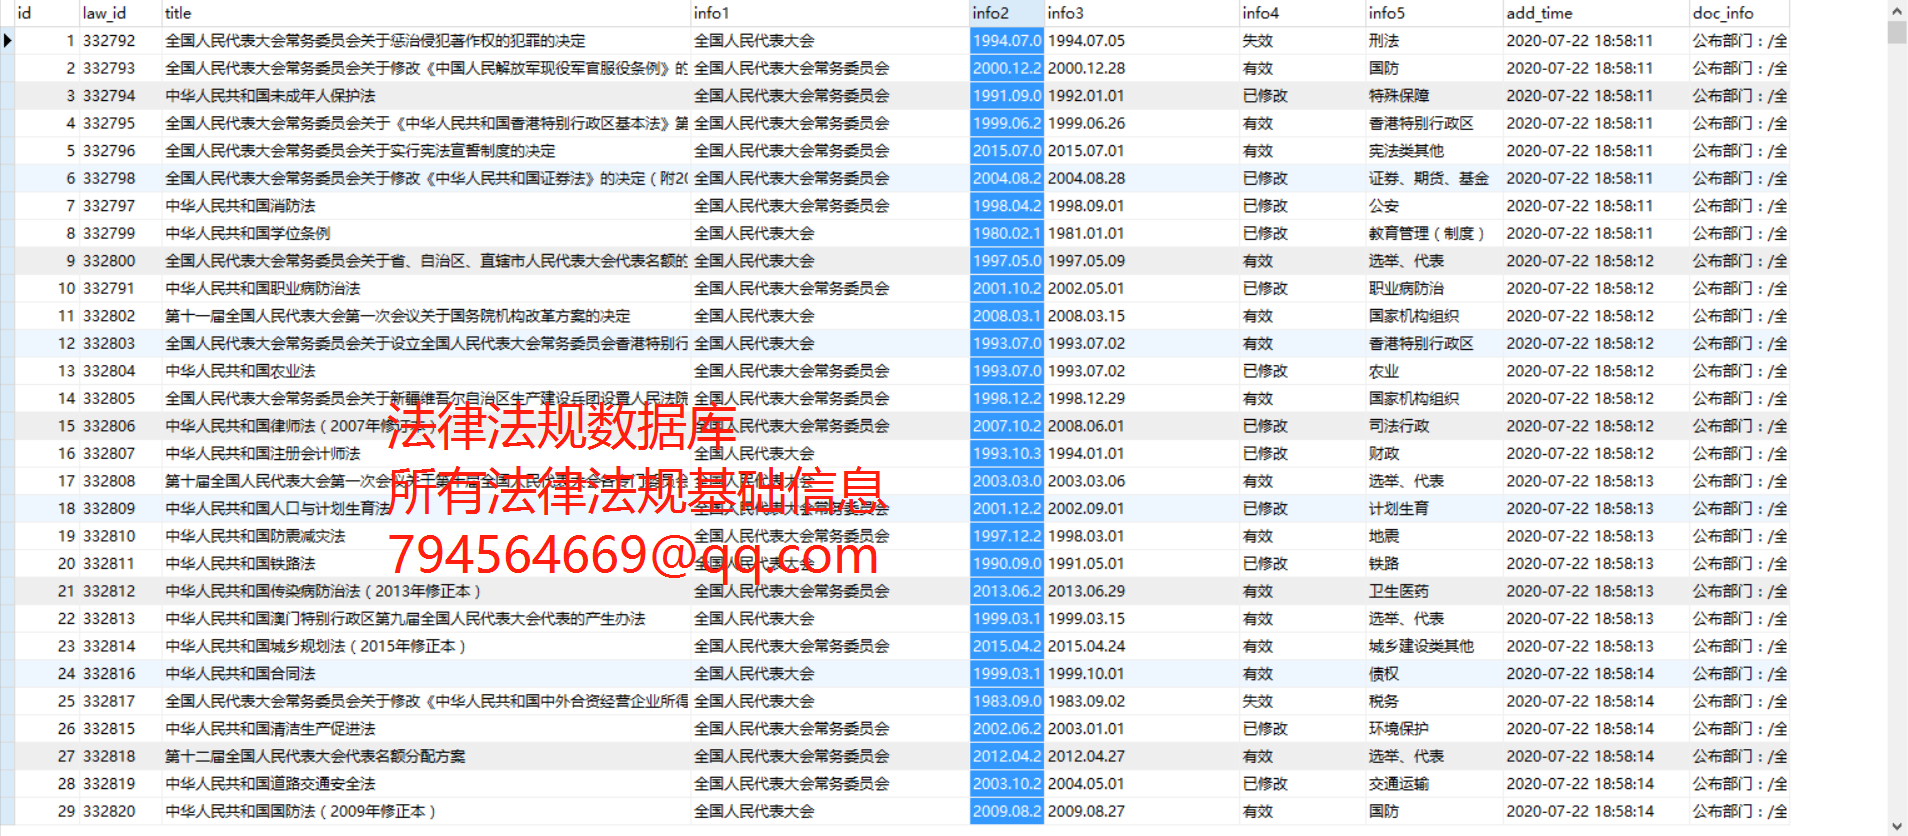 id law_id title info1 info2 info3 info4 info5 add_time doc_info
1 332792 全国人民代表大会常务委员会关于惩治侵犯著作权的犯罪的决定 全国人民代表大会 1994.07.0 1994.07.05 失效 刑法 2020-07-22 18:58:11 公布部门：/全
2 332793 全国人民代表大会常务委员会关于修改《中国人民解放军现役军官服役条例》的 全国人民代表大会常务委员会 2000.12.2 2000.12.28 有效 国防 2020-07-22 18:58:11 公布部门：/全
3 332794 中华人民共和国未成年人保护法 全国人民代表大会常务委员会 1991.09.0 1992.01.01 已修改 特殊保障 2020-07-22 18:58:11 公布部门：/全
4 332795 全国人民代表大会常务委员会关于《中华人民共和国香港特别行政区基本法》第 全国人民代表大会常务委员会 1999.06.2 1999.06.26 有效 香港特别行政区 2020-07-22 18:58:11 公布部门：/全
5 332796 全国人民代表大会常务委员会关于实行宪法宣誓制度的决定 全国人民代表大会常务委员会 2015.07.0 2015.07.01 有效 宪法类其他 2020-07-22 18:58:11 公布部门：/全
6 332798 全国人民代表大会常务委员会关于修改《中华人民共和国证券法》的决定（附20 全国人民代表大会常务委员会 2004.08.2 2004.08.28 已修改 证券、期货、基金 2020-07-22 18:58:11 公布部门：/全
7 332797 中华人民共和国消防法 全国人民代表大会常务委员会 1998.04.2 1998.09.01 已修改 公安 2020-07-22 18:58:11 公布部门：/全
8 332799 中华人民共和国学位条例 全国人民代表大会 1980.02.1 1981.01.01 已修改 教育管理（制度） 2020-07-22 18:58:11 公布部门：/全
9 332800 全国人民代表大会常务委员会关于省、自治区、直辖市人民代表大会代表名额的 全国人民代表大会 1997.05.0 1997.05.09 有效 选举、代表 2020-07-22 18:58:12 公布部门：/全
10 332791 中华人民共和国职业病防治法 全国人民代表大会常务委员会 2001.10.2 2002.05.01 已修改 职业病防治 2020-07-22 18:58:12 公布部门：/全
11 332802 第十一届全国人民代表大会第一次会议关于国务院机构改革方案的决定 全国人民代表大会 2008.03.1 2008.03.15 有效 国家机构组织 2020-07-22 18:58:12 公布部门：/全
12 332803 全国人民代表大会常务委员会关于设立全国人民代表大会常务委员会香港特别行 全国人民代表大会 1993.07.0 1993.07.02 有效 香港特别行政区 2020-07-22 18:58:12 公布部门：/全
13 332804 中华人民共和国农业法 全国人民代表大会常务委员会 1993.07.0 1993.07.02 已修改 农业 2020-07-22 18:58:12 公布部门：/全
14 332805 全国人民代表大会常务委员会关于新疆维吾尔自治区生产建设兵团设置人民法院 全国人民代表大会常务委员会 1998.12.2 1998.12.29 有效 国家机构组织 2020-07-22 18:58:12 公布部门：/全
15 332806 中华人民共和国律师法（2007年修订本） 全国人民代表大会常务委员会 2007.10.2 2008.06.01 已修改 司法行政 2020-07-22 18:58:12 公布部门：/全
法律法规数据库
16 332807 中华人民共和国注册会计师法 全国人民代表大会 1993.10.3 1994.01.01 已修改 财政 2020-07-22 18:58:12 公布部门：/全
17 332808 第十届全国人民代表大会第一次会议关于第十届全国人民代表大会各专门委员会 全国人民代表大会 2003.03.0 2003.03.06 有效 选举、代表 2020-07-22 18:58:13 公布部门：/全
所有法律法规基础信息
18 332809 中华人民共和国人口与计划生育法 全国人民代表大会常务委员会 2001.12.2 2002.09.01 已修改 计划生育 2020-07-22 18:58:13 公布部门：/全
19 332810 中华人民共和国防震减灾法 全国人民代表大会常务委员会 1997.12.2 1998.03.01 有效 地震 2020-07-22 18:58:13 公布部门：/全
794564669@qq.com
20 332811 中华人民共和国铁路法 全国人民代表大会 1990.09.0 1991.05.01 已修改 铁路 2020-07-22 18:58:13 公布部门：/全
21 332812 中华人民共和国传染病防治法（2013年修正本） 全国人民代表大会常务委员会 2013.06.2 2013.06.29 有效 卫生医药 2020-07-22 18:58:13 公布部门：/全
22 332813 中华人民共和国澳门特别行政区第九届全国人民代表大会代表的产生办法 全国人民代表大会 1999.03.1 1999.03.15 有效 选举、代表 2020-07-22 18:58:13 公布部门：/全
23 332814 中华人民共和国城乡规划法（2015年修正本） 全国人民代表大会常务委员会 2015.04.2 2015.04.24 有效 城乡建设类其他 2020-07-22 18:58:13 公布部门：/全
24 332816 中华人民共和国合同法 全国人民代表大会 1999.03.1 1999.10.01 有效 债权 2020-07-22 18:58:14 公布部门：/全
25 332817 全国人民代表大会常务委员会关于修改《中华人民共和国中外合资经营企业所得 全国人民代表大会 1983.09.0 1983.09.02 失效 税务 2020-07-22 18:58:14 公布部门：/全
26 332815 中华人民共和国清洁生产促进法 全国人民代表大会常务委员会 2002.06.2 2003.01.01 已修改 环境保护 2020-07-22 18:58:14 公布部门：/全
27 332818 第十二届全国人民代表大会代表名额分配方案 全国人民代表大会常务委员会 2012.04.2 2012.04.27 有效 选举、代表 2020-07-22 18:58:14 公布部门：/全
28 332819 中华人民共和国道路交通安全法 全国人民代表大会常务委员会 2003.10.2 2004.05.01 已修改 交通运输 2020-07-22 18:58:14 公布部门：/全
29 332820 中华人民共和国国防法（2009年修正本） 全国人民代表大会 2009.08.2 2009.08.27 有效 国防 2020-07-22 18:58:14 公布部门：/全